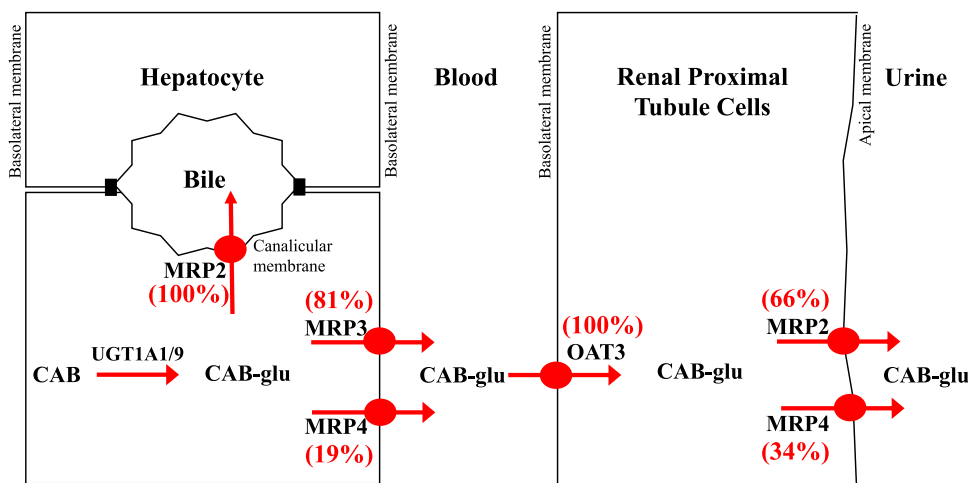 Basolateral membrane
Hepatocyte
Bile
Canalicular
membrane
MRP2
(100%)
(81%)
MRP3
UGT1A1/9
CAB
CAB-glu
MRP4
(19%)
Basolateral membrane
Blood
CAB-glu
Basolateral membrane
Renal Proximal
Tubule Cells
(100%)
OAT3
CAB-glu
(66%)
MRP2
MRP4
(34%)
Apical membrane
Urine
CAB-glu